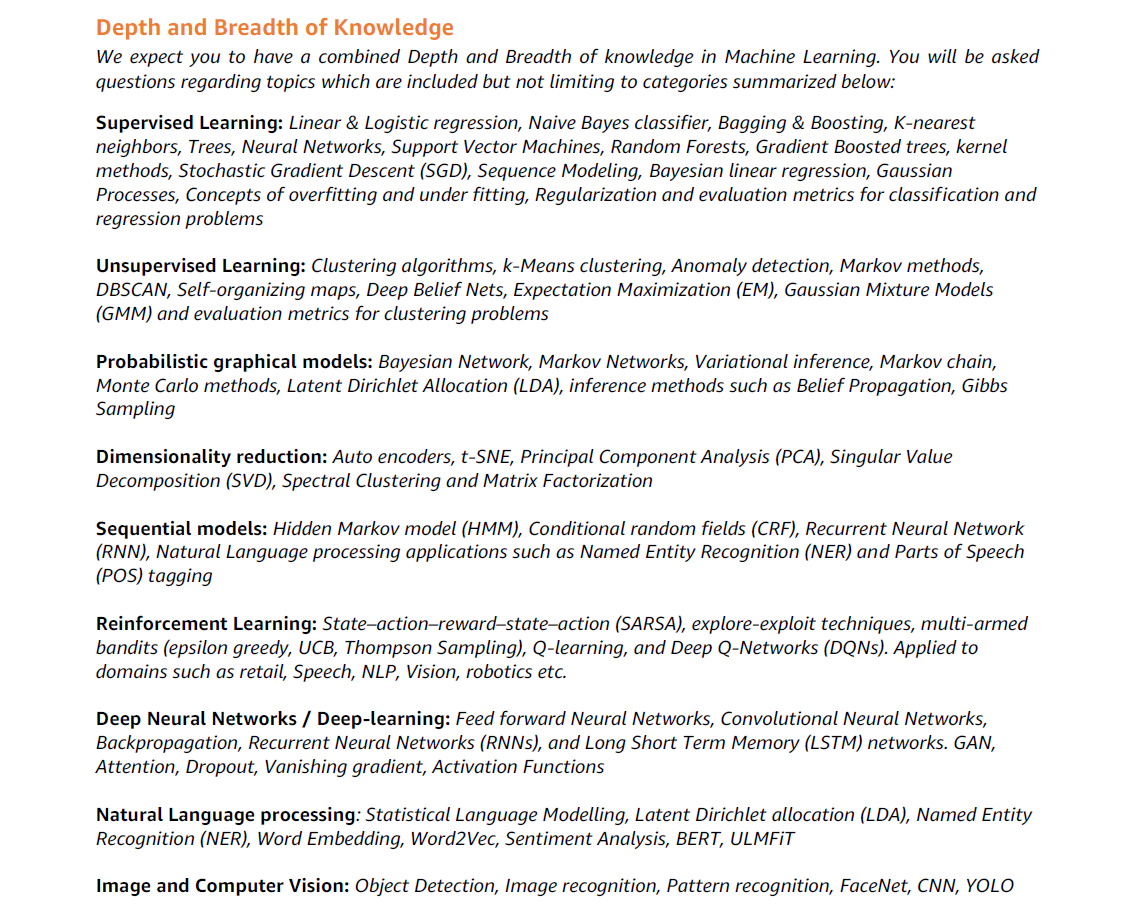 Depth and Breadth of Knowledge
We expect you to have a combined Depth and Breadth of knowledge in Machine Learning. You will be asked
questions regarding topics which are included but not limiting to categories summarized below:
Supervised Learning: Linear & Logistic regression, Naive Bayes classifier, Bagging & Boosting, K-nearest
neighbors, Trees, Neural Networks, Support Vector Machines, Random Forests, Gradient Boosted trees, kernel
methods, Stochastic Gradient Descent (SGD), Sequence Modeling, Bayesian linear regression, Gaussian
Processes, Concepts of overfitting and under fitting, Regularization and evaluation metrics for classification and
regression problems
Unsupervised Learning: Clustering algorithms, k-Means clustering, Anomaly detection, Markov methods,
DBSCAN, Self-organizing maps, Deep Belief Nets, Expectation Maximization (EM), Gaussian Mixture Models
(GMM) and evaluation metrics for clustering problems
Probabilistic graphical models: Bayesian Network, Markov Networks, Variational inference, Markov chain,
Monte Carlo methods, Latent Dirichlet Allocation (LDA), inference methods such as Belief Propagation, Gibbs
Sampling
Dimensionality reduction: Auto encoders, t-SNE, Principal Component Analysis (PCA), Singular Value
Decomposition (SVD), Spectral Clustering and Matrix Factorization
Sequential models: Hidden Markov model (HMM), Conditional random fields (CRF), Recurrent Neural Network
(RNN), Natural Language processing applications such as Named Entity Recognition (NER) and Parts of Speech
(POS) tagging
Reinforcement Learning: State–action–reward–state–action (SARSA), explore-exploit techniques, multi-armed
bandits (epsilon greedy, UCB, Thompson Sampling), Q-learning, and Deep Q-Networks (DQNs). Applied to
domains such as retail, Speech, NLP, Vision, robotics etc.
Deep Neural Networks / Deep-learning: Feed forward Neural Networks, Convolutional Neural Networks,
Backpropagation, Recurrent Neural Networks (RNNs), and Long Short Term Memory (LSTM) networks. GAN,
Attention, Dropout, Vanishing gradient, Activation Functions
Natural Language processing: Statistical Language Modelling, Latent Dirichlet allocation (LDA), Named Entity
Recognition (NER), Word Embedding, Word2Vec, Sentiment Analysis, BERT, ULMFiT
Image and Computer Vision: Object Detection, Image recognition, Pattern recognition, FaceNet, CNN, YOLO